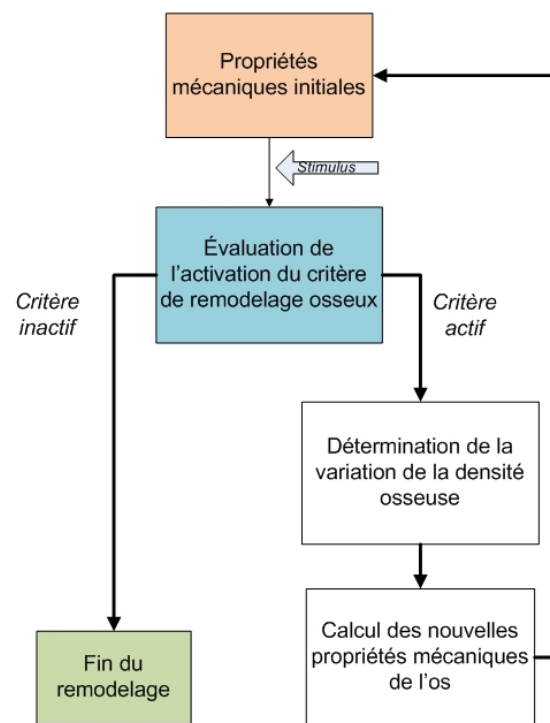 Propriétés
mécaniques initiales
Stimulus
Évaluation de
l'activation du critère
de remodelage osseux
Critère
inactif
Critère
actif
Détermination de la
variation de la densité
osseuse
Calcul des nouvelles
propriétés mécaniques
de l'os
Fin du
remodelage